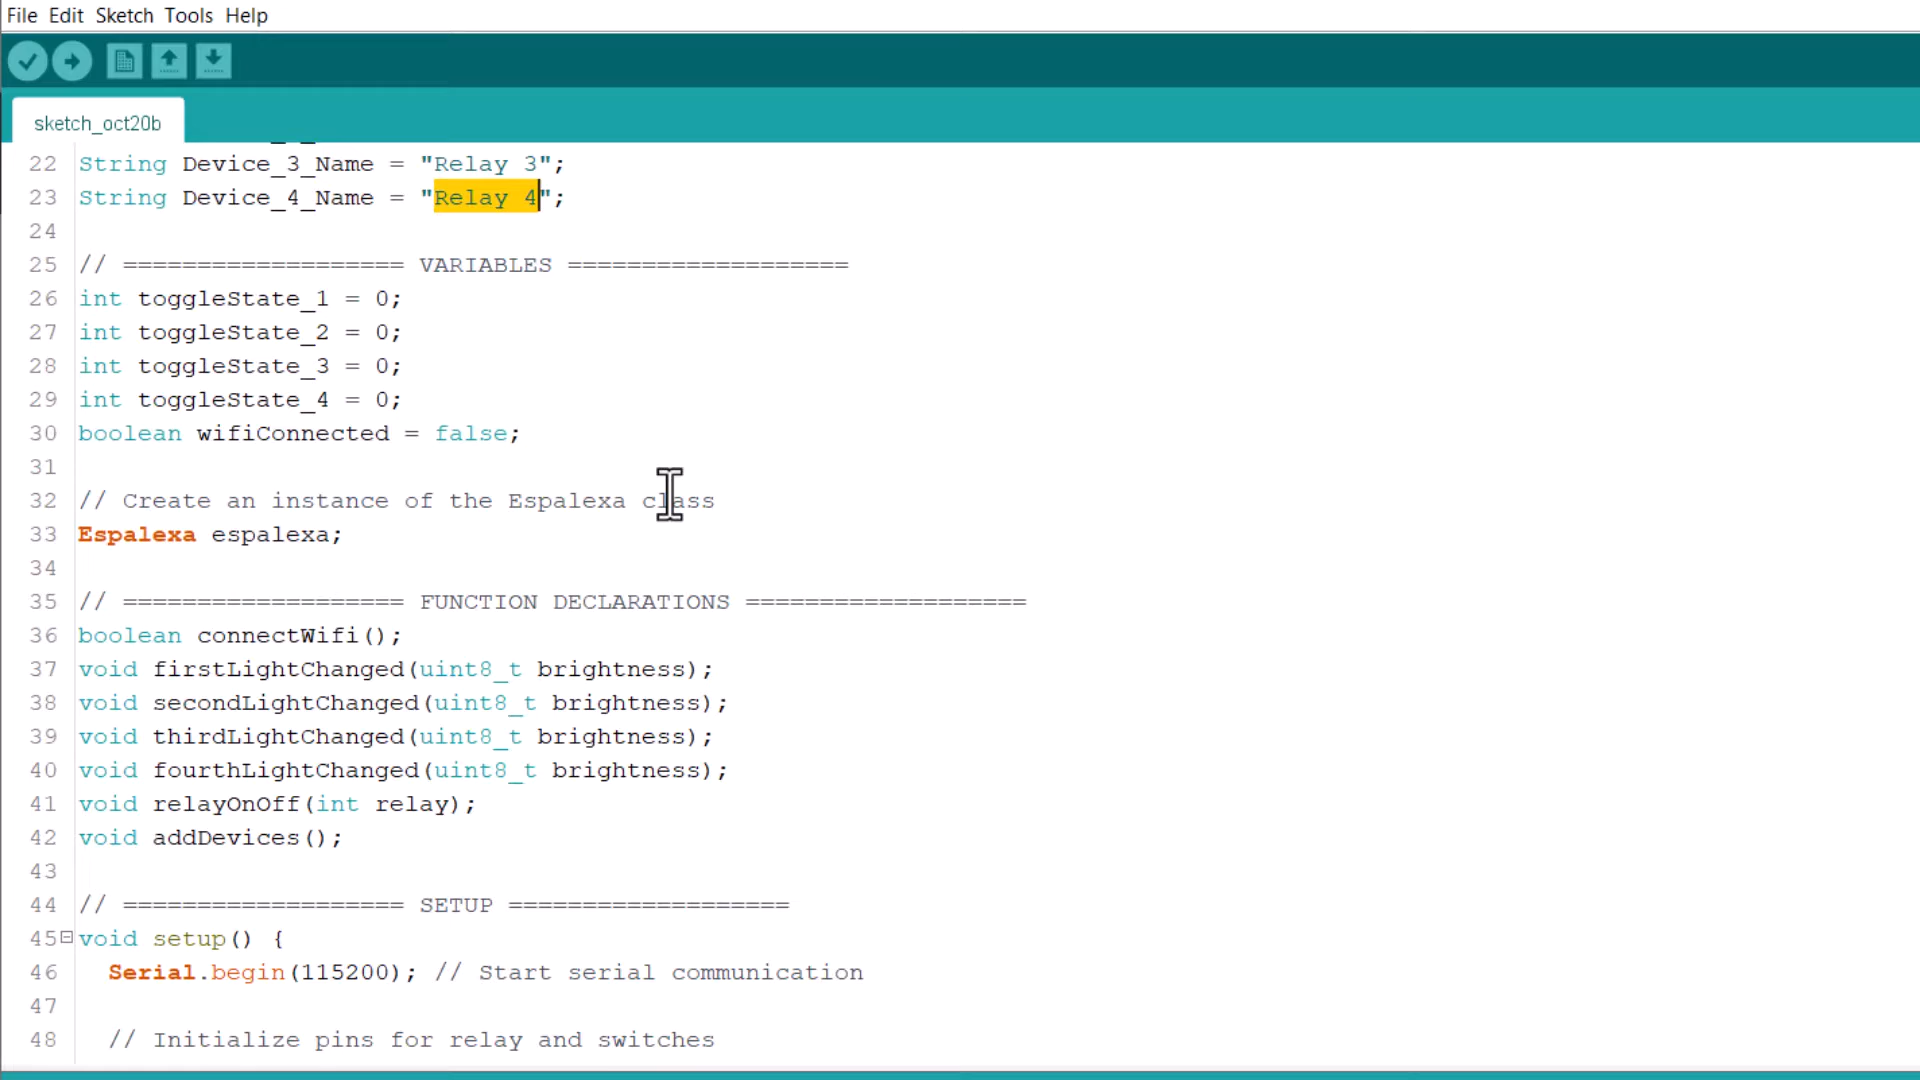 File Edit Sketch Tools Help
sketch_oct20b
22 String Device_3_Name = "Relay 3";
23 String Device_4_Name = "Relay 4";
24
25 // =================== VARIABLES ===================
26 int toggleState_1 = 0;
27 int toggleState_2 = 0;
28 int toggleState_3 = 0;
29 int toggleState_4 = 0;
30 boolean wifiConnected = false;
31
32 // Create an instance of the Espalexa class
33 Espalexa espalexa;
34
35 // =================== FUNCTION DECLARATIONS ===================
36 boolean connectWifi();
37 void firstLightChanged(uint8_t brightness);
38 void secondLightChanged(uint8_t brightness);
39 void thirdLightChanged(uint8_t brightness);
40 void fourthLightChanged(uint8_t brightness);
41 void relayOnOff(int relay);
42 void addDevices();
43
44 // =================== SETUP ===================
45 void setup() {
46   Serial.begin(115200); // Start serial communication
47
48   // Initialize pins for relay and switches